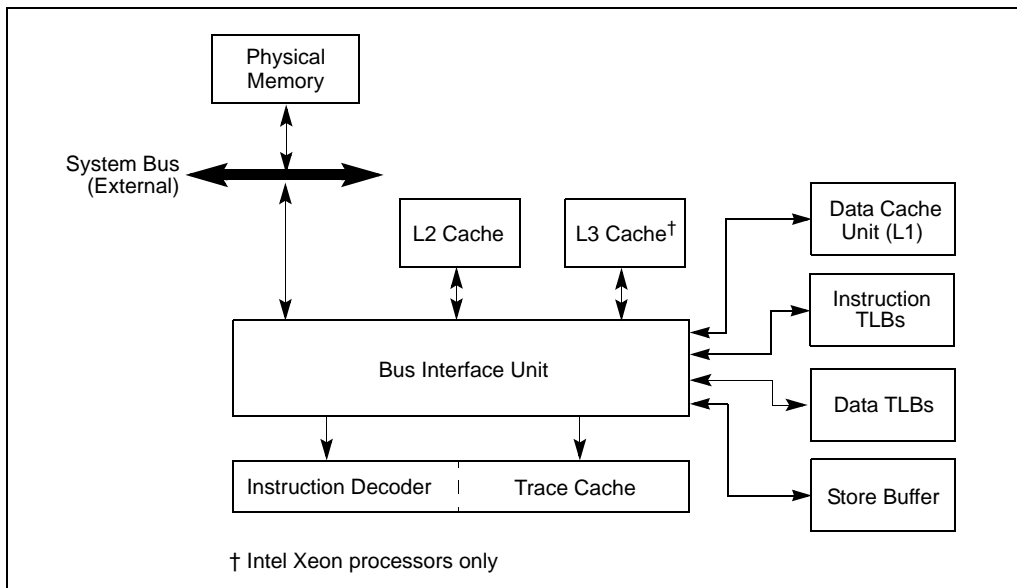 Physical
Memory
System Bus
(External)
L2 Cache
L3 Cache†
Data Cache
Unit (L1)
Instruction
TLBs
Bus Interface Unit
Data TLBs
Instruction Decoder
Trace Cache
Store Buffer
† Intel Xeon processors only